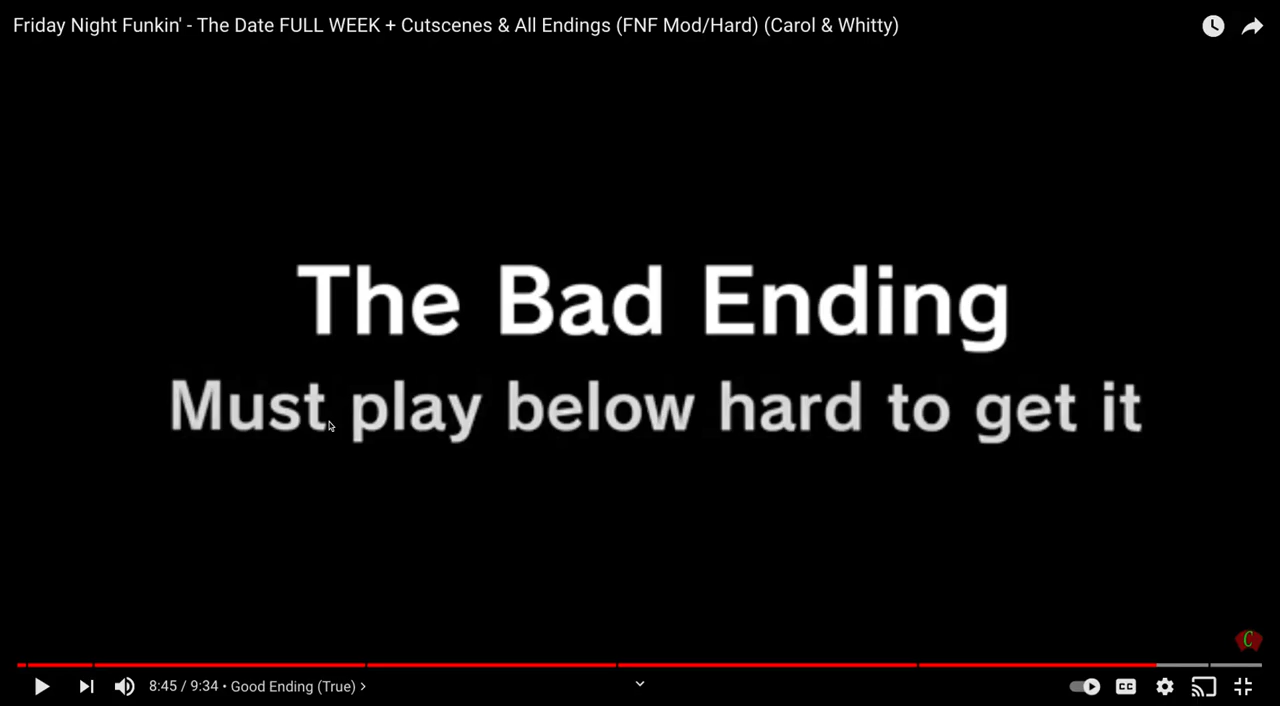 Friday Night Funkin' - The Date FULL WEEK + Cutscenes & All Endings (FNF Mod/Hard) (Carol & Whitty)
The Bad Ending
Must play below hard to get it
C
8:45 / 9:34 • Good Ending (True) ›
CC